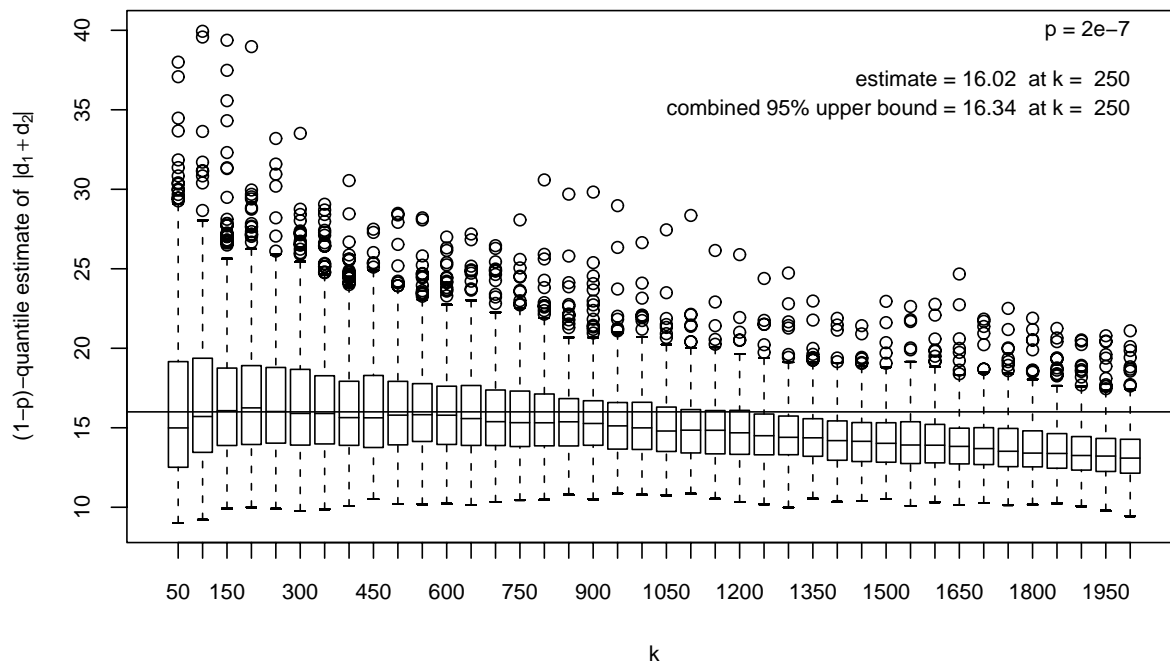 p = 2e−7
estimate = 16.02 at k = 250
combined 95% upper bound = 16.34 at k = 250
(1−p)−quantile estimate of |d₁+d₂|
40
35
30
25
20
15
10
50 150 300 450 600 750 900 1050 1200 1350 1500 1650 1800 1950
k